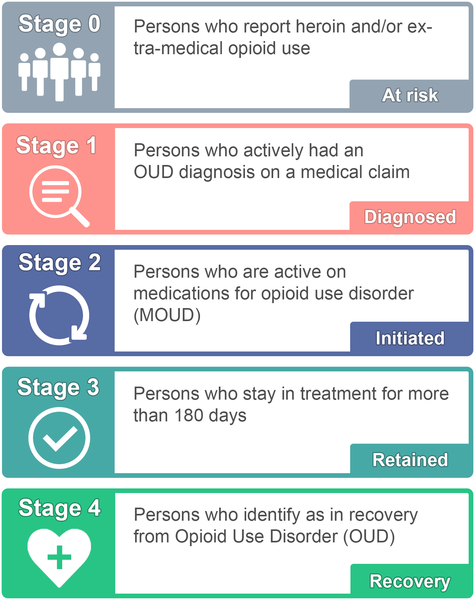 Stage 0
Persons who report heroin and/or ex-
tra-medical opioid use
At risk
Stage 1
Persons who actively had an
OUD diagnosis on a medical claim
Diagnosed
Stage 2
Persons who are active on
medications for opioid use disorder
(MOUD)
Initiated
Stage 3
Persons who stay in treatment for more
than 180 days
Retained
Stage 4
Persons who identify as in recovery
from Opioid Use Disorder (OUD)
Recovery